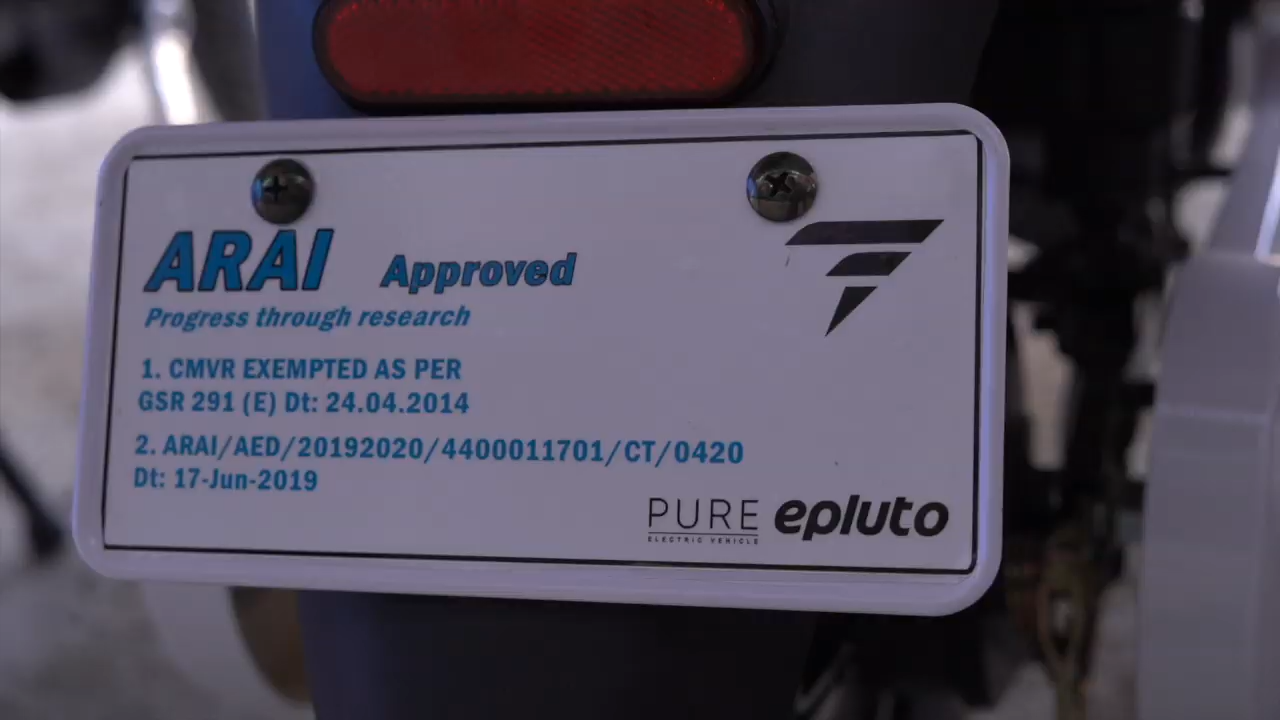 ARAI Approved
Progress through research
1. CMVR EXEMPTED AS PER
GSR 291 (E) Dt: 24.04.2014
2. ARAI/AED/20192020/4400011701/CT/0420
Dt: 17-Jun-2019
PURE epluto
ELECTRIC VEHICLE